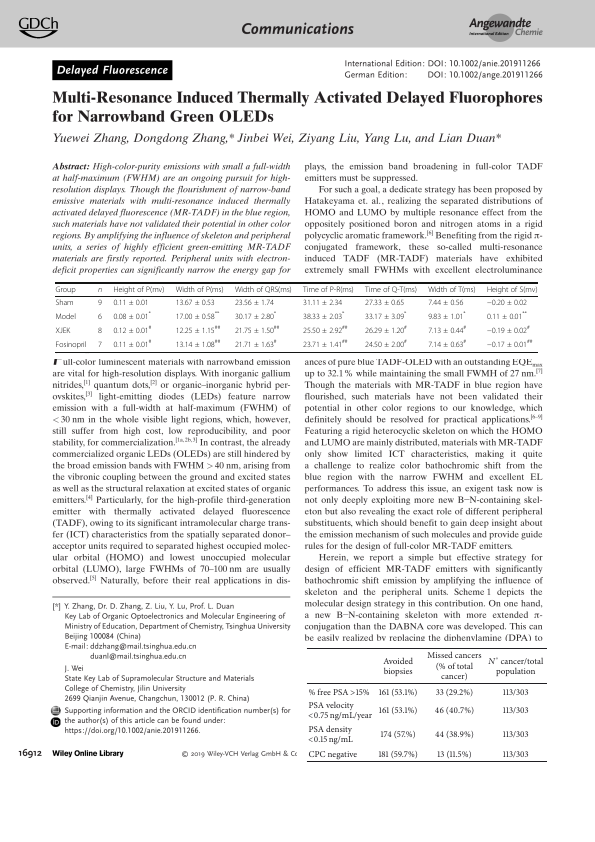 GDCh
Communications
Angewandte
International Edition
Chemie
Delayed Fluorescence
International Edition: DOI: 10.1002/anie.201911266
German Edition: DOI: 10.1002/ange.201911266
Multi-Resonance Induced Thermally Activated Delayed Fluorophores
for Narrowband Green OLEDs
Yuewei Zhang, Dongdong Zhang,* Jinbei Wei, Ziyang Liu, Yang Lu, and Lian Duan*
Abstract: High-color-purity emissions with small a full-width
at half-maximum (FWHM) are an ongoing pursuit for high-
resolution displays. Though the flourishment of narrow-band
emissive materials with multi-resonance induced thermally
activated delayed fluorescence (MR-TADF) in the blue region,
such materials have not validated their potential in other color
regions. By amplifying the influence of skeleton and peripheral
units, a series of highly efficient green-emitting MR-TADF
materials are firstly reported. Peripheral units with electron-
deficit properties can significantly narrow the energy gap for
plays, the emission band broadening in full-color TADF
emitters must be suppressed.
For such a goal, a dedicate strategy has been proposed by
Hatakeyama et. al., realizing the separated distributions of
HOMO and LUMO by multiple resonance effect from the
oppositely positioned boron and nitrogen atoms in a rigid
polycyclic aromatic framework.[6] Benefiting from the rigid π-
conjugated framework, these so-called multi-resonance
induced TADF (MR-TADF) materials have exhibited
extremely small FWHMs with excellent electroluminance
Group n Height of P(mv) Width of P(ms) Width of QRS(ms) Time of P-R(ms) Time of Q-T(ms) Width of T(ms) Height of S(mv)
Sham 9 0.11 ± 0.01 13.67 ± 0.53 23.56 ± 1.74 31.11 ± 2.34 27.33 ± 0.65 7.44 ± 0.56 −0.20 ± 0.02
Model 6 0.08 ± 0.01* 17.00 ± 0.58** 30.17 ± 2.80* 38.33 ± 2.03* 33.17 ± 3.09* 9.83 ± 1.01* 0.11 ± 0.01**
XJEK 8 0.12 ± 0.01# 12.25 ± 1.15## 21.75 ± 1.50## 25.50 ± 2.92## 26.29 ± 1.20# 7.13 ± 0.44# −0.19 ± 0.02#
Fosinopril 7 0.11 ± 0.01# 13.14 ± 1.08## 21.71 ± 1.63# 23.71 ± 1.41## 24.50 ± 2.00# 7.14 ± 0.63# −0.17 ± 0.01##
Full-color luminescent materials with narrowband emission
are vital for high-resolution displays. With inorganic gallium
nitrides,[1] quantum dots,[2] or organic–inorganic hybrid per-
ovskites,[3] light-emitting diodes (LEDs) feature narrow
emission with a full-width at half-maximum (FWHM) of
< 30 nm in the whole visible light regions, which, however,
still suffer from high cost, low reproducibility, and poor
stability, for commercialization.[1a,2b,3] In contrast, the already
commercialized organic LEDs (OLEDs) are still hindered by
the broad emission bands with FWHM > 40 nm, arising from
the vibronic coupling between the ground and excited states
as well as the structural relaxation at excited states of organic
emitters.[4] Particularly, for the high-profile third-generation
emitter with thermally activated delayed fluorescence
(TADF), owing to its significant intramolecular charge trans-
fer (ICT) characteristics from the spatially separated donor–
acceptor units required to separated highest occupied molec-
ular orbital (HOMO) and lowest unoccupied molecular
orbital (LUMO), large FWHMs of 70–100 nm are usually
observed.[5] Naturally, before their real applications in dis-
ances of pure blue TADF-OLED with an outstanding EQEmax
up to 32.1 % while maintaining the small FWMH of 27 nm.[7]
Though the materials with MR-TADF in blue region have
flourished, such materials have not been validated their
potential in other color regions to our knowledge, which
definitely should be resolved for practical applications.[6–9]
Featuring a rigid heterocyclic skeleton on which the HOMO
and LUMO are mainly distributed, materials with MR-TADF
only show limited ICT characteristics, making it quite
a challenge to realize color bathochromic shift from the
blue region with the narrow FWHM and excellent EL
performances. To address this issue, an exigent task now is
not only deeply exploiting more new B−N-containing skel-
eton but also revealing the exact role of different peripheral
substituents, which should benefit to gain deep insight about
the emission mechanism of such molecules and provide guide
rules for the design of full-color MR-TADF emitters.
Herein, we report a simple but effective strategy for
design of efficient MR-TADF emitters with significantly
bathochromic shift emission by amplifying the influence of
skeleton and the peripheral units. Scheme 1 depicts the
molecular design strategy in this contribution. On one hand,
a new B−N-containing skeleton with more extended π-
conjugation than the DABNA core was developed. This can
be easily realized by replacing the diphenylamine (DPA) to
[*] Y. Zhang, Dr. D. Zhang, Z. Liu, Y. Lu, Prof. L. Duan
Key Lab of Organic Optoelectronics and Molecular Engineering of
Ministry of Education, Department of Chemistry, Tsinghua University
Beijing 100084 (China)
E-mail: ddzhang@mail.tsinghua.edu.cn
duanl@mail.tsinghua.edu.cn
J. Wei
State Key Lab of Supramolecular Structure and Materials
College of Chemistry, Jilin University
2699 Qianjin Avenue, Changchun, 130012 (P. R. China)
Supporting information and the ORCID identification number(s) for
the author(s) of this article can be found under:
https://doi.org/10.1002/anie.201911266.
Avoided biopsies Missed cancers (% of total cancer) N° cancer/total population
% free PSA >15% 161 (53.1%) 33 (29.2%) 113/303
PSA velocity <0.75 ng/mL/year 161 (53.1%) 46 (40.7%) 113/303
PSA density <0.15 ng/mL 174 (57.%) 44 (38.9%) 113/303
CPC negative 181 (59.7%) 13 (11.5%) 113/303
16912 Wiley Online Library © 2019 Wiley-VCH Verlag GmbH & Co